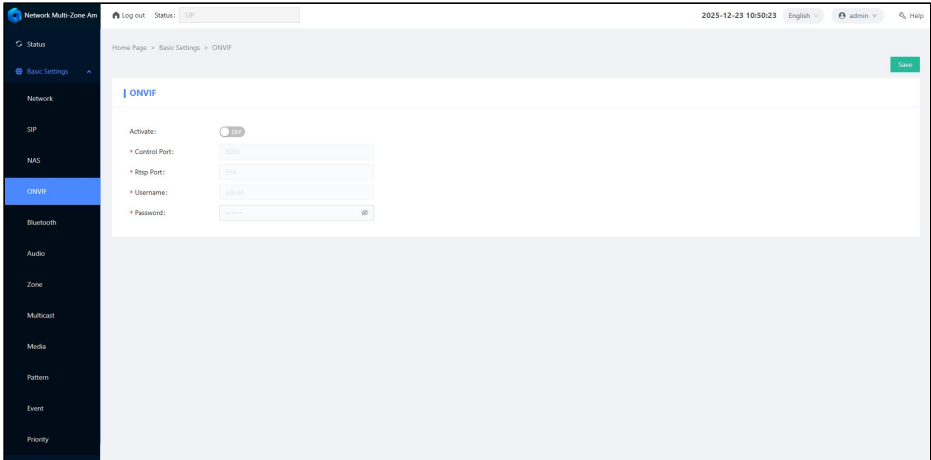 Network Multi-Zone Am
Log out Status: SIP
2025-12-23 10:50:23 English admin Help
Status
Home Page > Basic Settings > ONVIF
Save
Basic Settings
ONVIF
Network
Activate: OFF
SIP
* Control Port:
NAS
* Rtsp Port: 554
ONVIF
* Username: admin
* Password:
Bluetooth
Audio
Zone
Multicast
Media
Pattern
Event
Priority